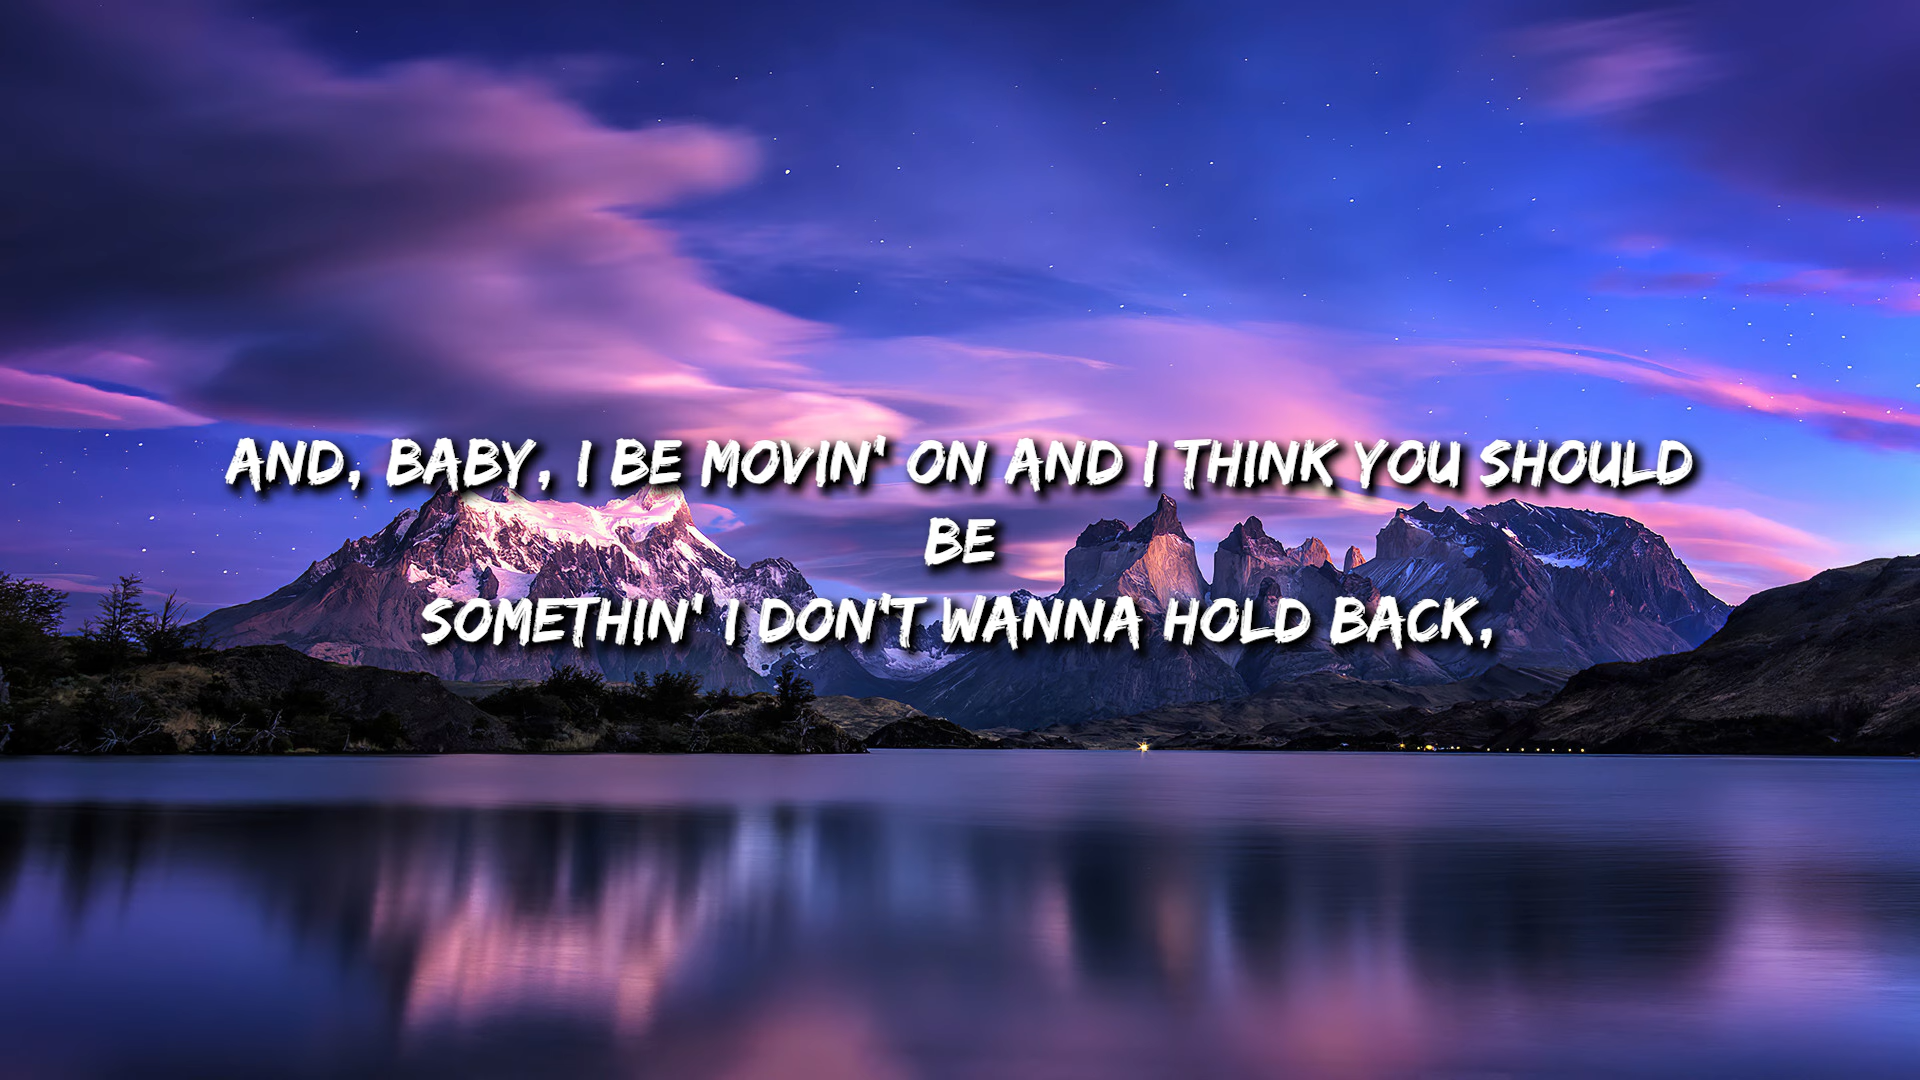 AND, BABY, I BE MOVIN' ON AND I THINK YOU SHOULD
BE
SOMETHIN' I DON'T WANNA HOLD BACK,